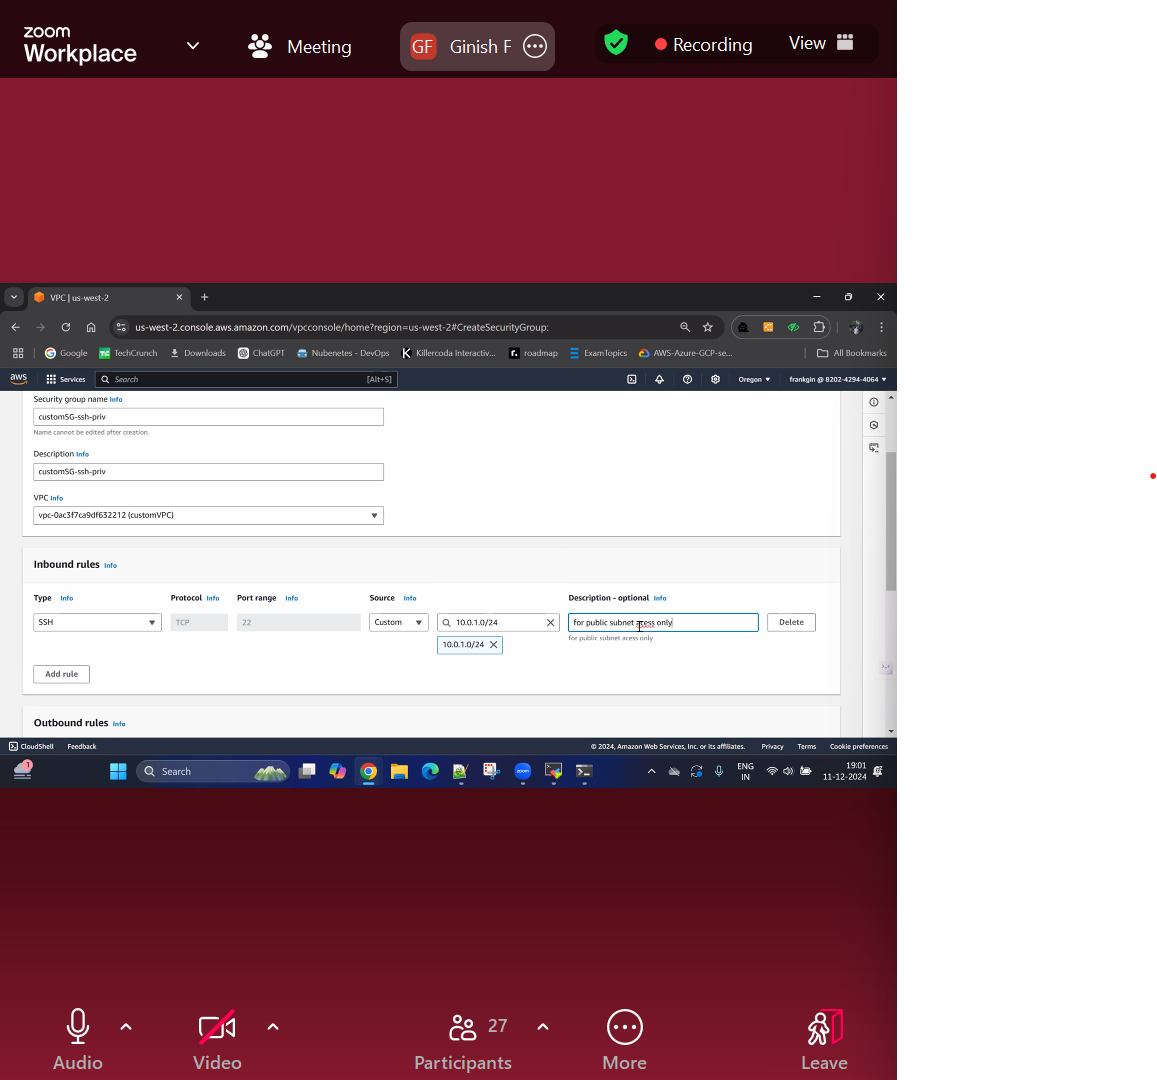 zoom
Workplace
Meeting
GF Ginish F
Recording
View
VPC | us-west-2
us-west-2.console.aws.amazon.com/vpcconsole/home?region=us-west-2#CreateSecurityGroup:
Google TechCrunch Downloads ChatGPT Nubenetes - DevOps Killercoda Interactiv... roadmap ExamTopics AWS-Azure-GCP-se... All Bookmarks
aws Services Search [Alt+S] Oregon frankgin @ 8202-4294-4064
Security group name Info
customSG-ssh-priv
Name cannot be edited after creation.
Description Info
customSG-ssh-priv
VPC Info
vpc-0ac3f7ca9df632212 (customVPC)
Inbound rules Info
Type Info Protocol Info Port range Info Source Info Description - optional Info
SSH TCP 22 Custom 10.0.1.0/24 for public subnet acess only Delete
10.0.1.0/24 for public subnet acess only
Add rule
Outbound rules Info
CloudShell Feedback © 2024, Amazon Web Services, Inc. or its affiliates. Privacy Terms Cookie preferences
1 Search zoom ENG IN 19:01 11-12-2024
Audio Video 27 Participants More Leave